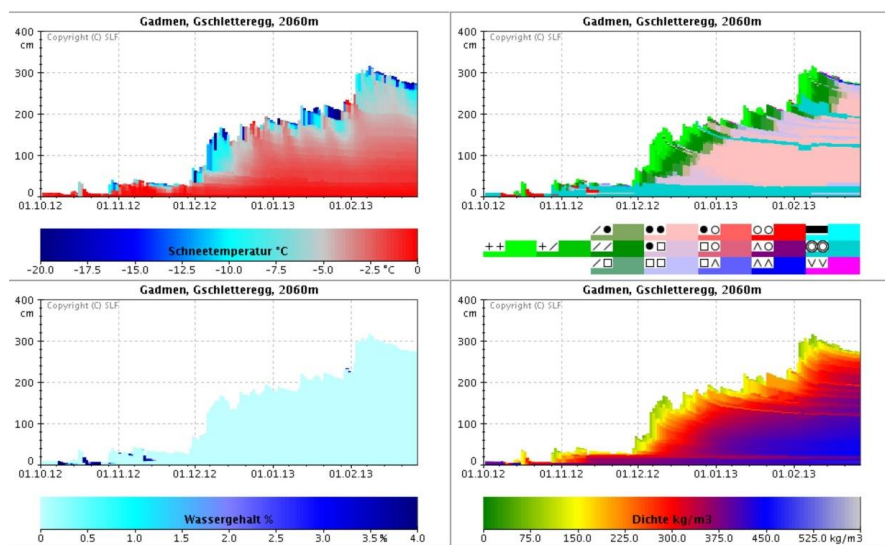 Gadmen, Gschletteregg, 2060m
400
cm
Copyright (C) SLF
300
200
100
0
01.10.12 01.11.12 01.12.12 01.01.13 01.02.13
Schneetemperatur °C
-20.0 -17.5 -15.0 -12.5 -10.0 -7.5 -5.0 -2.5 °C 0
Gadmen, Gschletteregg, 2060m
400
cm
Copyright (C) SLF
300
200
100
0
01.10.12 01.11.12 01.12.12 01.01.13 01.02.13
Gadmen, Gschletteregg, 2060m
400
cm
Copyright (C) SLF
300
200
100
0
01.10.12 01.11.12 01.12.12 01.01.13 01.02.13
Wassergehalt %
0 0.5 1.0 1.5 2.0 2.5 3.0 3.5 % 4.0
Gadmen, Gschletteregg, 2060m
400
cm
Copyright (C) SLF
300
200
100
0
01.10.12 01.11.12 01.12.12 01.01.13 01.02.13
Dichte kg/m3
0 75.0 150.0 225.0 300.0 375.0 450.0 525.0 kg/m3